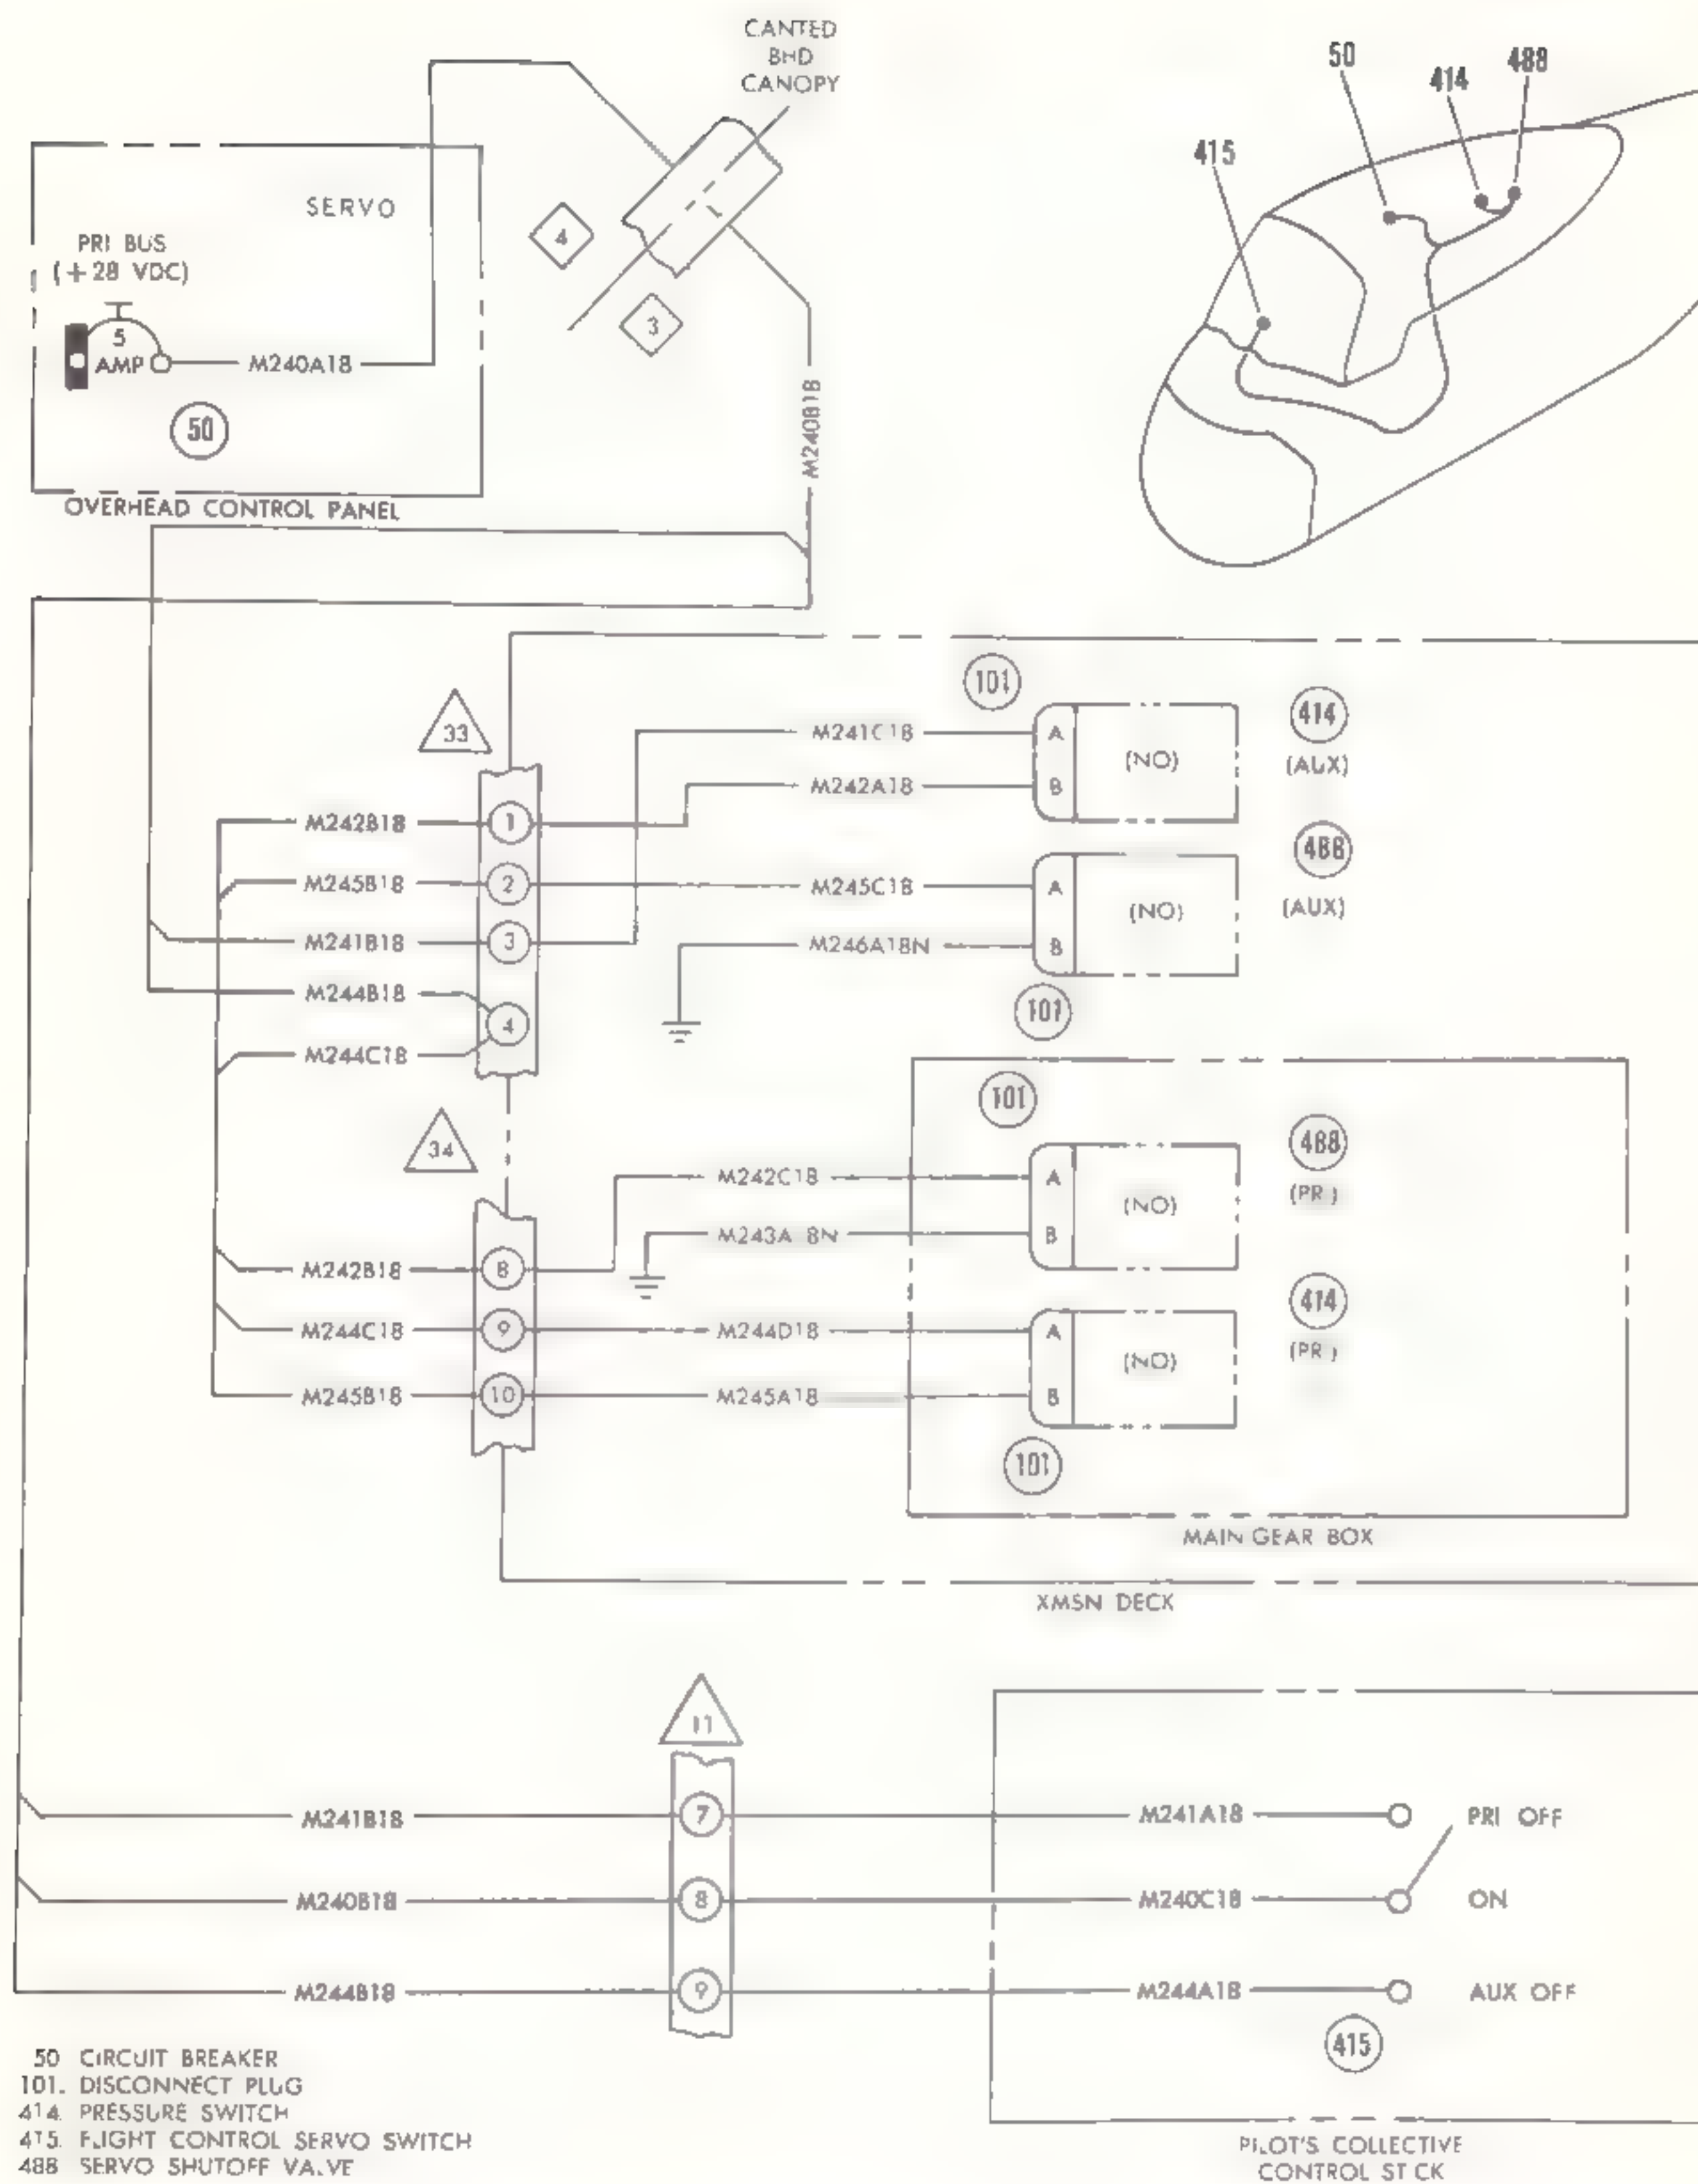 CANTED
BHD
CANOPY
50
414
488
415
SERVO
PRI BUS
(+28 VDC)
5
AMP
M240A18
50
4
3
M240B18
OVERHEAD CONTROL PANEL
101
33
M241C18
A
(NO)
414
(AUX)
M242A18
B
M242B18
1
488
M245B18
2
M245C18
A
(NO)
(AUX)
M241B18
3
M246A18N
B
M244B18
4
101
M244C18
101
34
488
M242C18
A
(NO)
M243A 8N
B
M242B18
8
414
M244C18
9
M244D18
A
(NO)
M245B18
10
M245A18
B
101
MAIN GEAR BOX
XMSN DECK
11
M241B18
7
M241A18
PRI OFF
M240B18
8
M240C18
ON
M244B18
9
M244A18
AUX OFF
415
50 CIRCUIT BREAKER
101. DISCONNECT PLUG
414. PRESSURE SWITCH
415. FLIGHT CONTROL SERVO SWITCH
488 SERVO SHUTOFF VALVE
PILOT'S COLLECTIVE
CONTROL STICK